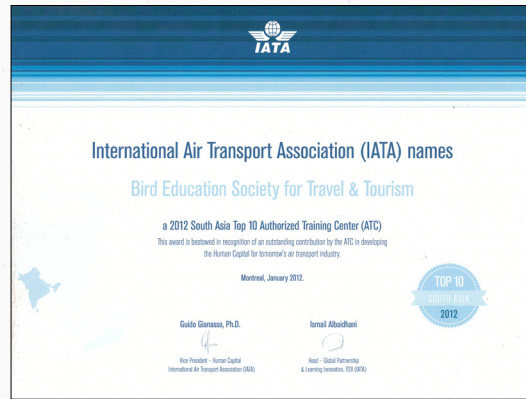 IATA
International Air Transport Association (IATA) names
Bird Education Society for Travel & Tourism
a 2012 South Asia Top 10 Authorized Training Center (ATC)
This award is bestowed in recognition of an outstanding contribution by the ATC in developing
the Human Capital for tomorrow's air transport industry.
Montreal, January 2012.
TOP 10
SOUTH ASIA
2012
Guido Gianasso, Ph.D.
Vice President - Human Capital
International Air Transport Association (IATA)
Ismail Albaidhani
Head - Global Partnership
& Learning Innovation, ITDI (IATA)